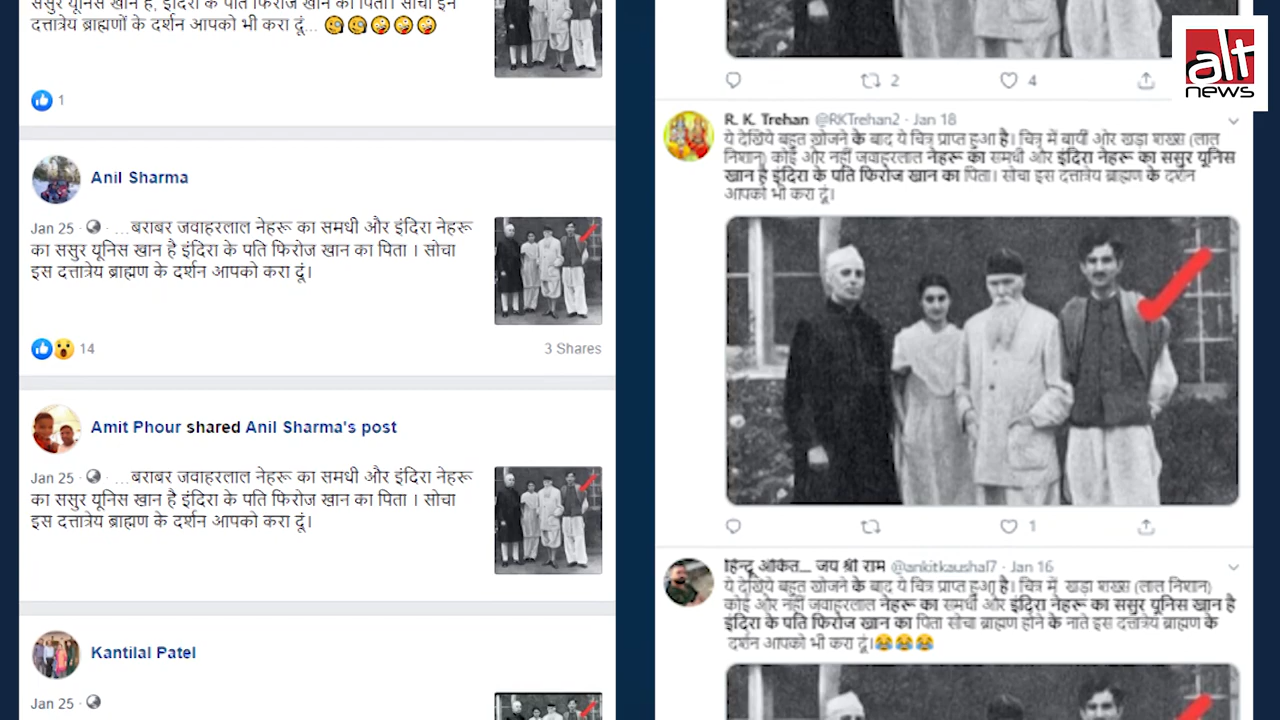 ससुर यूनिस खान है, इंदिरा के पति फिरोज खान का पिता। सोचा इन
दत्तात्रेय ब्राह्मणों के दर्शन आपको भी करा दूं... 🧐🧐🤪🤪🤪
1
Anil Sharma
Jan 25 · ...बराबर जवाहरलाल नेहरू का समधी और इंदिरा नेहरू
का ससुर यूनिस खान है इंदिरा के पति फिरोज खान का पिता । सोचा
इस दत्तात्रेय ब्राह्मण के दर्शन आपको करा दूं।
14
3 Shares
Amit Phour shared Anil Sharma's post
Jan 25 · ...बराबर जवाहरलाल नेहरू का समधी और इंदिरा नेहरू
का ससुर यूनिस खान है इंदिरा के पति फिरोज खान का पिता । सोचा
इस दत्तात्रेय ब्राह्मण के दर्शन आपको करा दूं।
Kantilal Patel
Jan 25 ·
2
4
R. K. Trehan @RKTrehan2 · Jan 18
ये देखिये बहुत खोजने के बाद ये चित्र प्राप्त हुआ है। चित्र में बायीं ओर खड़ा शख्स (लाल
निशान) कोई और नहीं जवाहरलाल नेहरू का समधी और इंदिरा नेहरू का ससुर यूनिस
खान है इंदिरा के पति फिरोज खान का पिता। सोचा इस दत्तात्रेय ब्राह्मण के दर्शन
आपको भी करा दूं।
1
हिन्दू अंकित... जय श्री राम @ankitkaushal7 · Jan 16
ये देखिये बहुत खोजने के बाद ये चित्र प्राप्त हुआ है। चित्र में खड़ा शख्स (लाल निशान)
कोई और नहीं जवाहरलाल नेहरू का समधी और इंदिरा नेहरू का ससुर यूनिस खान है
इंदिरा के पति फिरोज खान का पिता सोचा ब्राह्मण होने के नाते इस दत्तात्रेय ब्राह्मण के
दर्शन आपको भी करा दूं।😂😂😂
alt
news